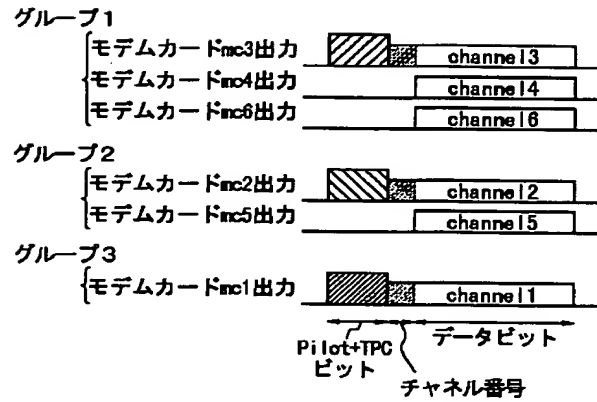 グループ1
モデムカードmc3出力
channel3
モデムカードmc4出力
channel4
モデムカードmc6出力
channel6
グループ2
モデムカードmc2出力
channel2
モデムカードmc5出力
channel5
グループ3
モデムカードmc1出力
channel1
Pilot+TPC
ビット
データビット
チャネル番号